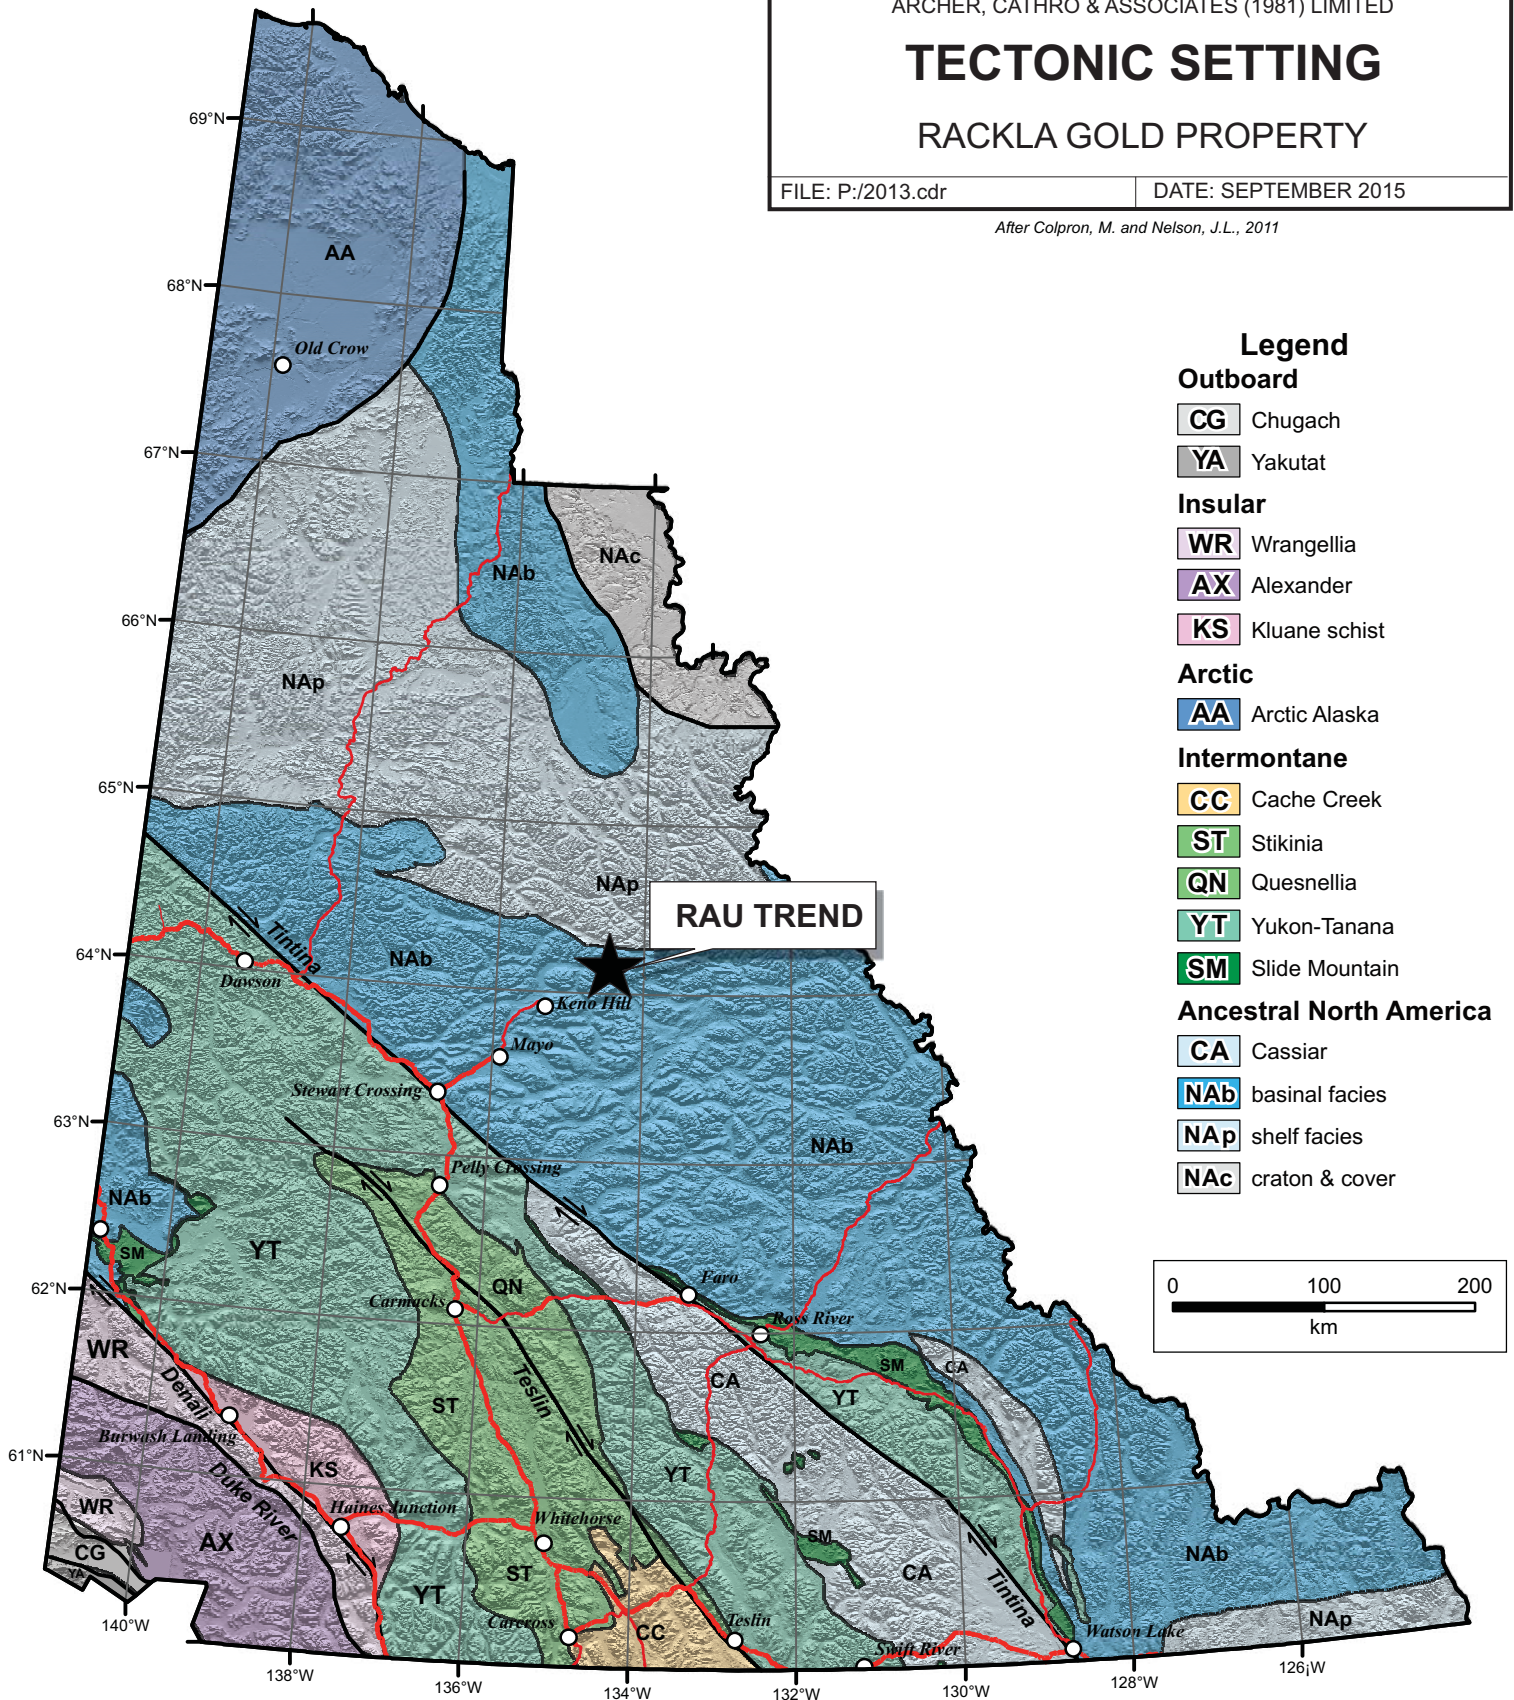 ARCHER, CATHRO & ASSOCIATES (1981) LIMITED
TECTONIC SETTING
RACKLA GOLD PROPERTY
FILE: P:/2013.cdr
DATE: SEPTEMBER 2015
After Colpron, M. and Nelson, J.L., 2011
69°N
AA
68°N
Old Crow
67°N
NAc
NAb
66°N
NAp
65°N
NAp
RAU TREND
Tintina
64°N
NAb
Dawson
Keno Hill
Mayo
Stewart Crossing
63°N
NAb
Pelly Crossing
NAb
YT
SM
62°N
QN
Faro
Carmacks
Ross River
WR
SM
CA
Denali
Teslin
CA
YT
ST
Burwash Landing
61°N
KS
YT
Duke River
WR
Haines Junction
Whitehorse
SM
AX
CG
YA
NAb
ST
CA
YT
Tintina
140°W
Carcross
CC
Teslin
Swift River
Watson Lake
NAp
138°W
136°W
134°W
132°W
130°W
128°W
126¡W
Legend
Outboard
CG Chugach
YA Yakutat
Insular
WR Wrangellia
AX Alexander
KS Kluane schist
Arctic
AA Arctic Alaska
Intermontane
CC Cache Creek
ST Stikinia
QN Quesnellia
YT Yukon-Tanana
SM Slide Mountain
Ancestral North America
CA Cassiar
NAb basinal facies
NAp shelf facies
NAc craton & cover
0 100 200
km